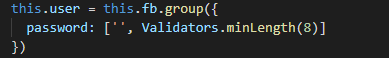 this.user = this.fb.group({
  password: ['', Validators.minLength(8)]
})